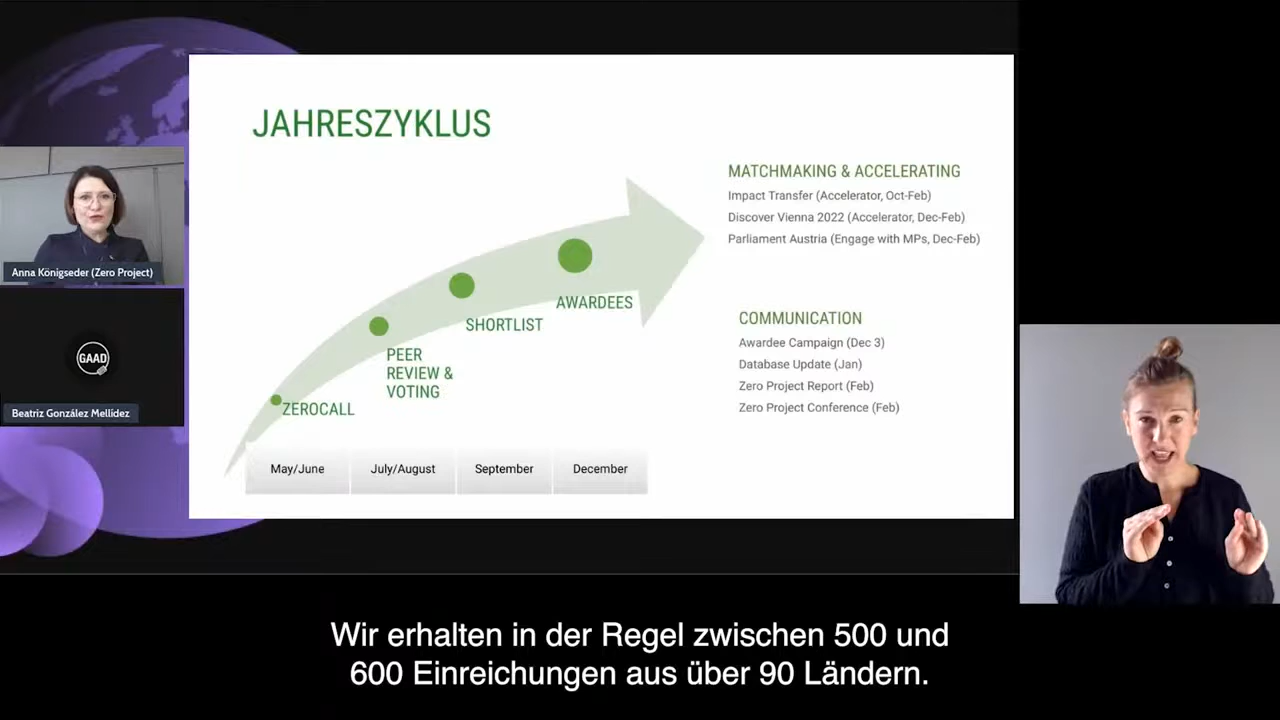 JAHRESZYKLUS
MATCHMAKING & ACCELERATING
Impact Transfer (Accelerator, Oct-Feb)
Discover Vienna 2022 (Accelerator, Dec-Feb)
Parliament Austria (Engage with MPs, Dec-Feb)
COMMUNICATION
Awardee Campaign (Dec 3)
Database Update (Jan)
Zero Project Report (Feb)
Zero Project Conference (Feb)
AWARDEES
SHORTLIST
PEER
REVIEW &
VOTING
ZEROCALL
May/June
July/August
September
December
Anna Königseder (Zero Project)
GAAD
Beatriz González Mellídez
Wir erhalten in der Regel zwischen 500 und
600 Einreichungen aus über 90 Ländern.